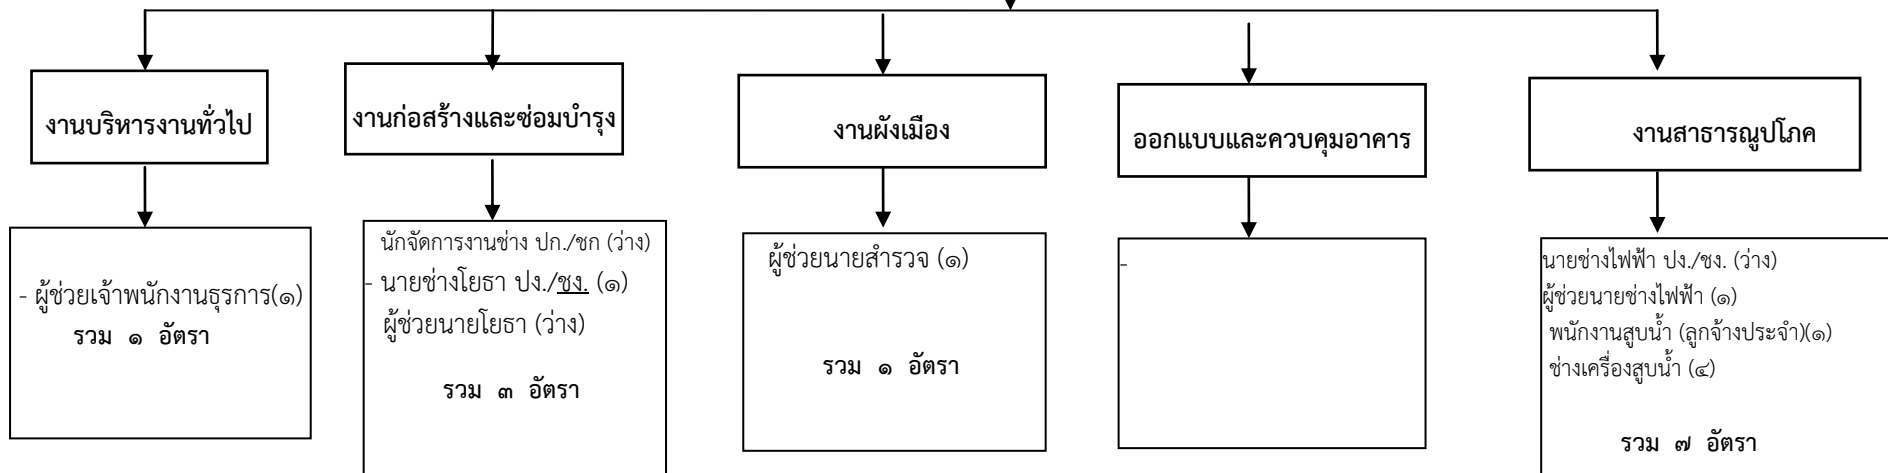 งานบริหารงานทั่วไป
งานก่อสร้างและซ่อมบำรุง
งานผังเมือง
ออกแบบและควบคุมอาคาร
งานสาธารณูปโภค
- ผู้ช่วยเจ้าพนักงานธุรการ(๑)
รวม ๑ อัตรา
นักจัดการงานช่าง ปก./ชก (ว่าง)
- นายช่างโยธา ปง./ชง. (๑)
ผู้ช่วยนายโยธา (ว่าง)
รวม ๓ อัตรา
ผู้ช่วยนายสำรวจ (๑)
รวม ๑ อัตรา
-
นายช่างไฟฟ้า ปง./ชง. (ว่าง)
ผู้ช่วยนายช่างไฟฟ้า (๑)
พนักงานสูบน้ำ (ลูกจ้างประจำ)(๑)
ช่างเครื่องสูบน้ำ (๔)
รวม ๗ อัตรา